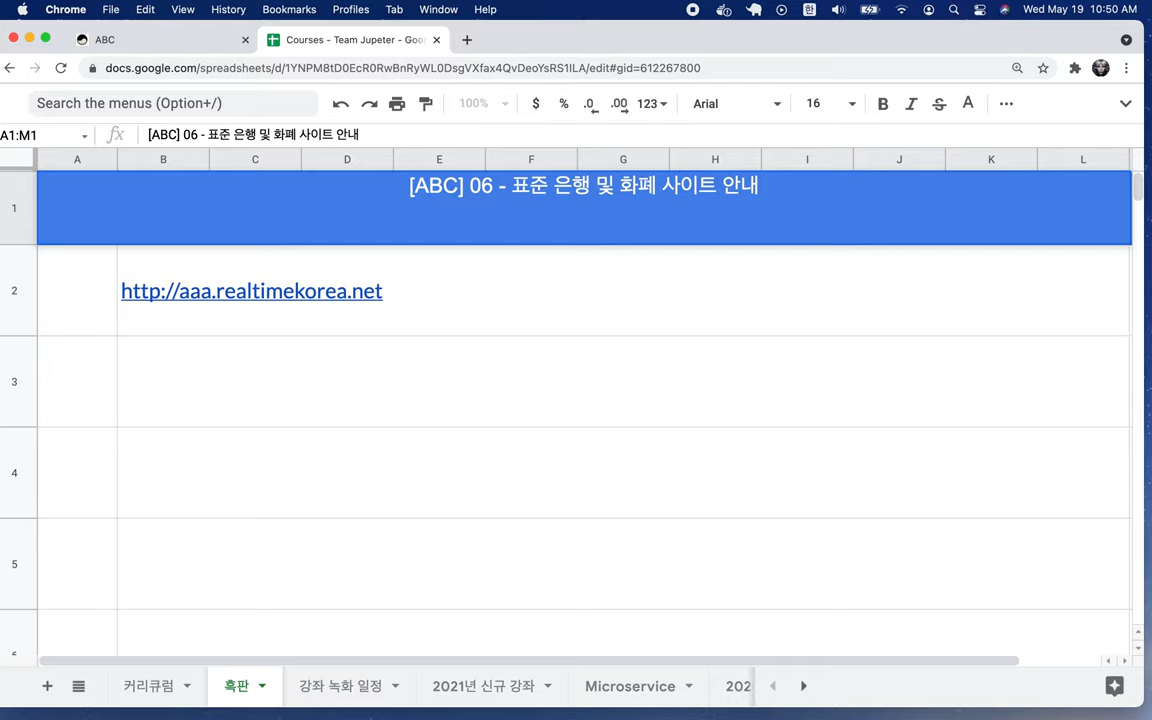 Chrome File Edit View History Bookmarks Profiles Tab Window Help 한 Wed May 19 10:50 AM
ABC Courses - Team Jupeter - Goo
docs.google.com/spreadsheets/d/1YNPM8tD0EcR0RwBnRyWL0DsgVXfax4QvDeoYsRS1ILA/edit#gid=612267800
Search the menus (Option+/) 100% $ % .0 .00 123 Arial 16 B I S A
A1:M1 fx [ABC] 06 - 표준 은행 및 화폐 사이트 안내
A B C D E F G H I J K L
1 [ABC] 06 - 표준 은행 및 화폐 사이트 안내
2 http://aaa.realtimekorea.net
3
4
5
6
커리큘럼 흑판 강좌 녹화 일정 2021년 신규 강좌 Microservice 202